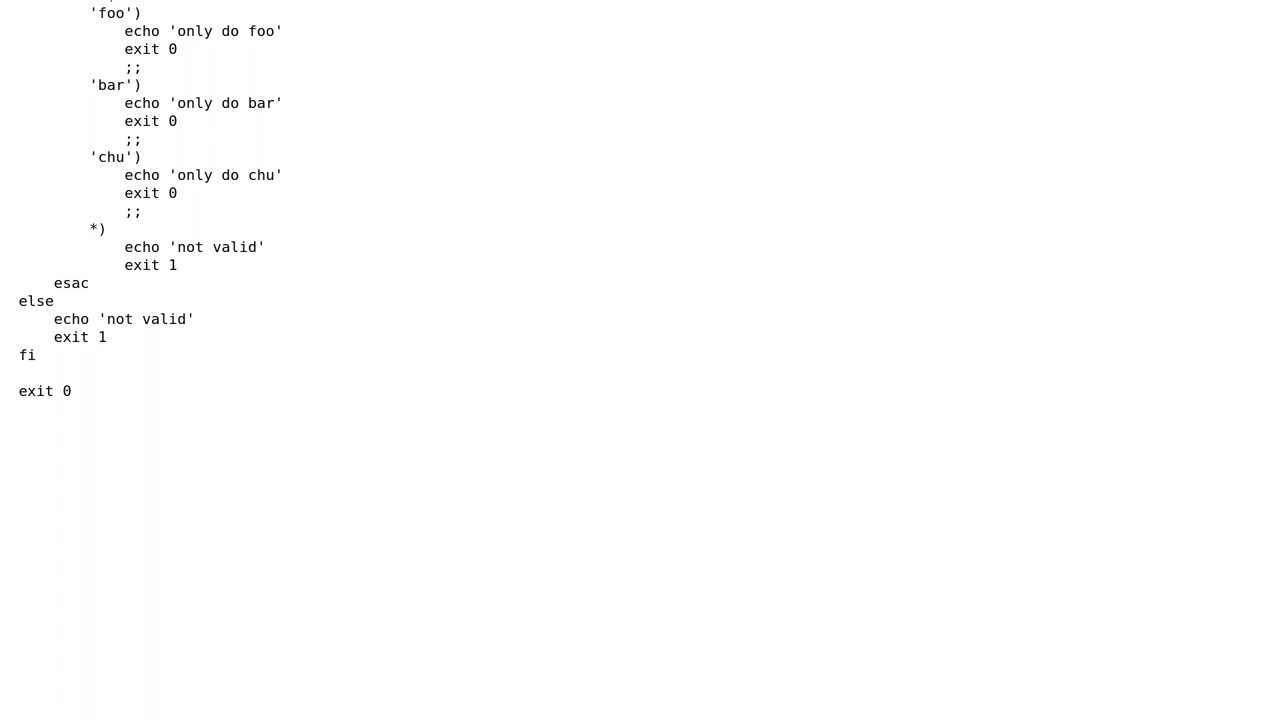 'foo')
            echo 'only do foo'
            exit 0
            ;;
        'bar')
            echo 'only do bar'
            exit 0
            ;;
        'chu')
            echo 'only do chu'
            exit 0
            ;;
        *)
            echo 'not valid'
            exit 1
    esac
else
    echo 'not valid'
    exit 1
fi

exit 0